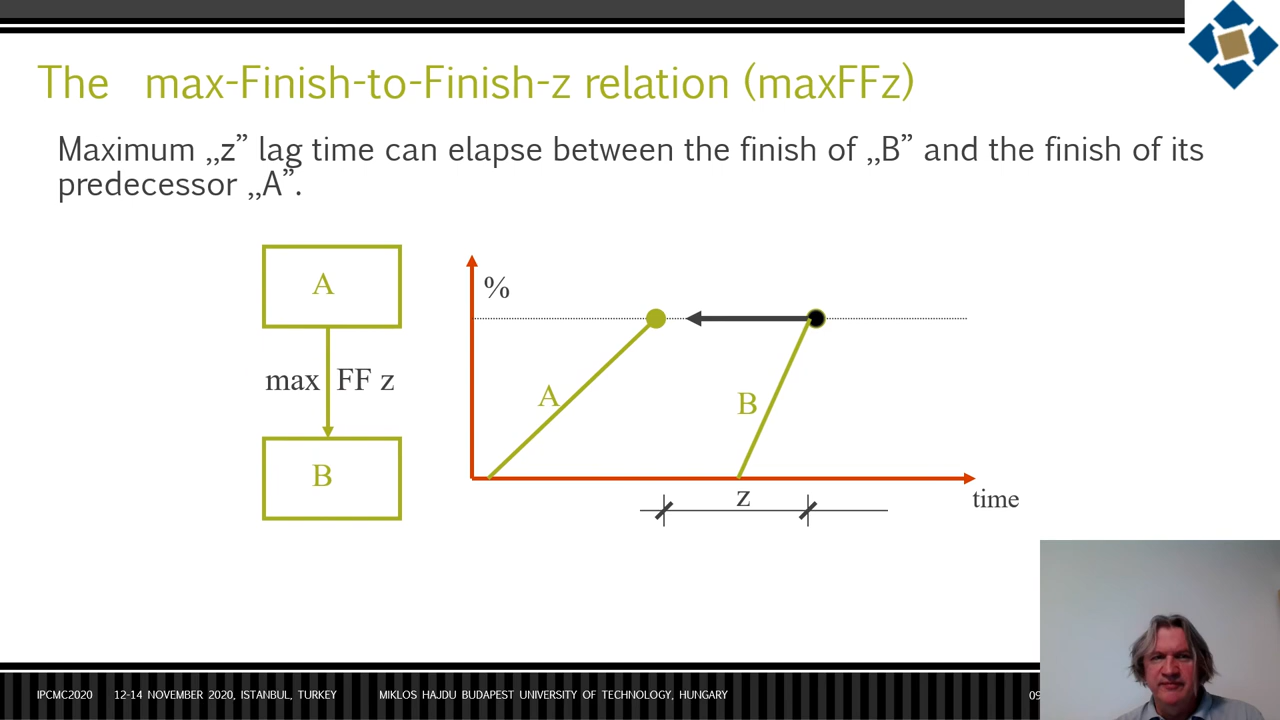 The max-Finish-to-Finish-z relation (maxFFz)
Maximum „z” lag time can elapse between the finish of „B” and the finish of its
predecessor „A”.
A
max FF z
B
%
A
B
z
time
IPCMC2020 12-14 NOVEMBER 2020, ISTANBUL, TURKEY MIKLOS HAJDU BUDAPEST UNIVERSITY OF TECHNOLOGY, HUNGARY